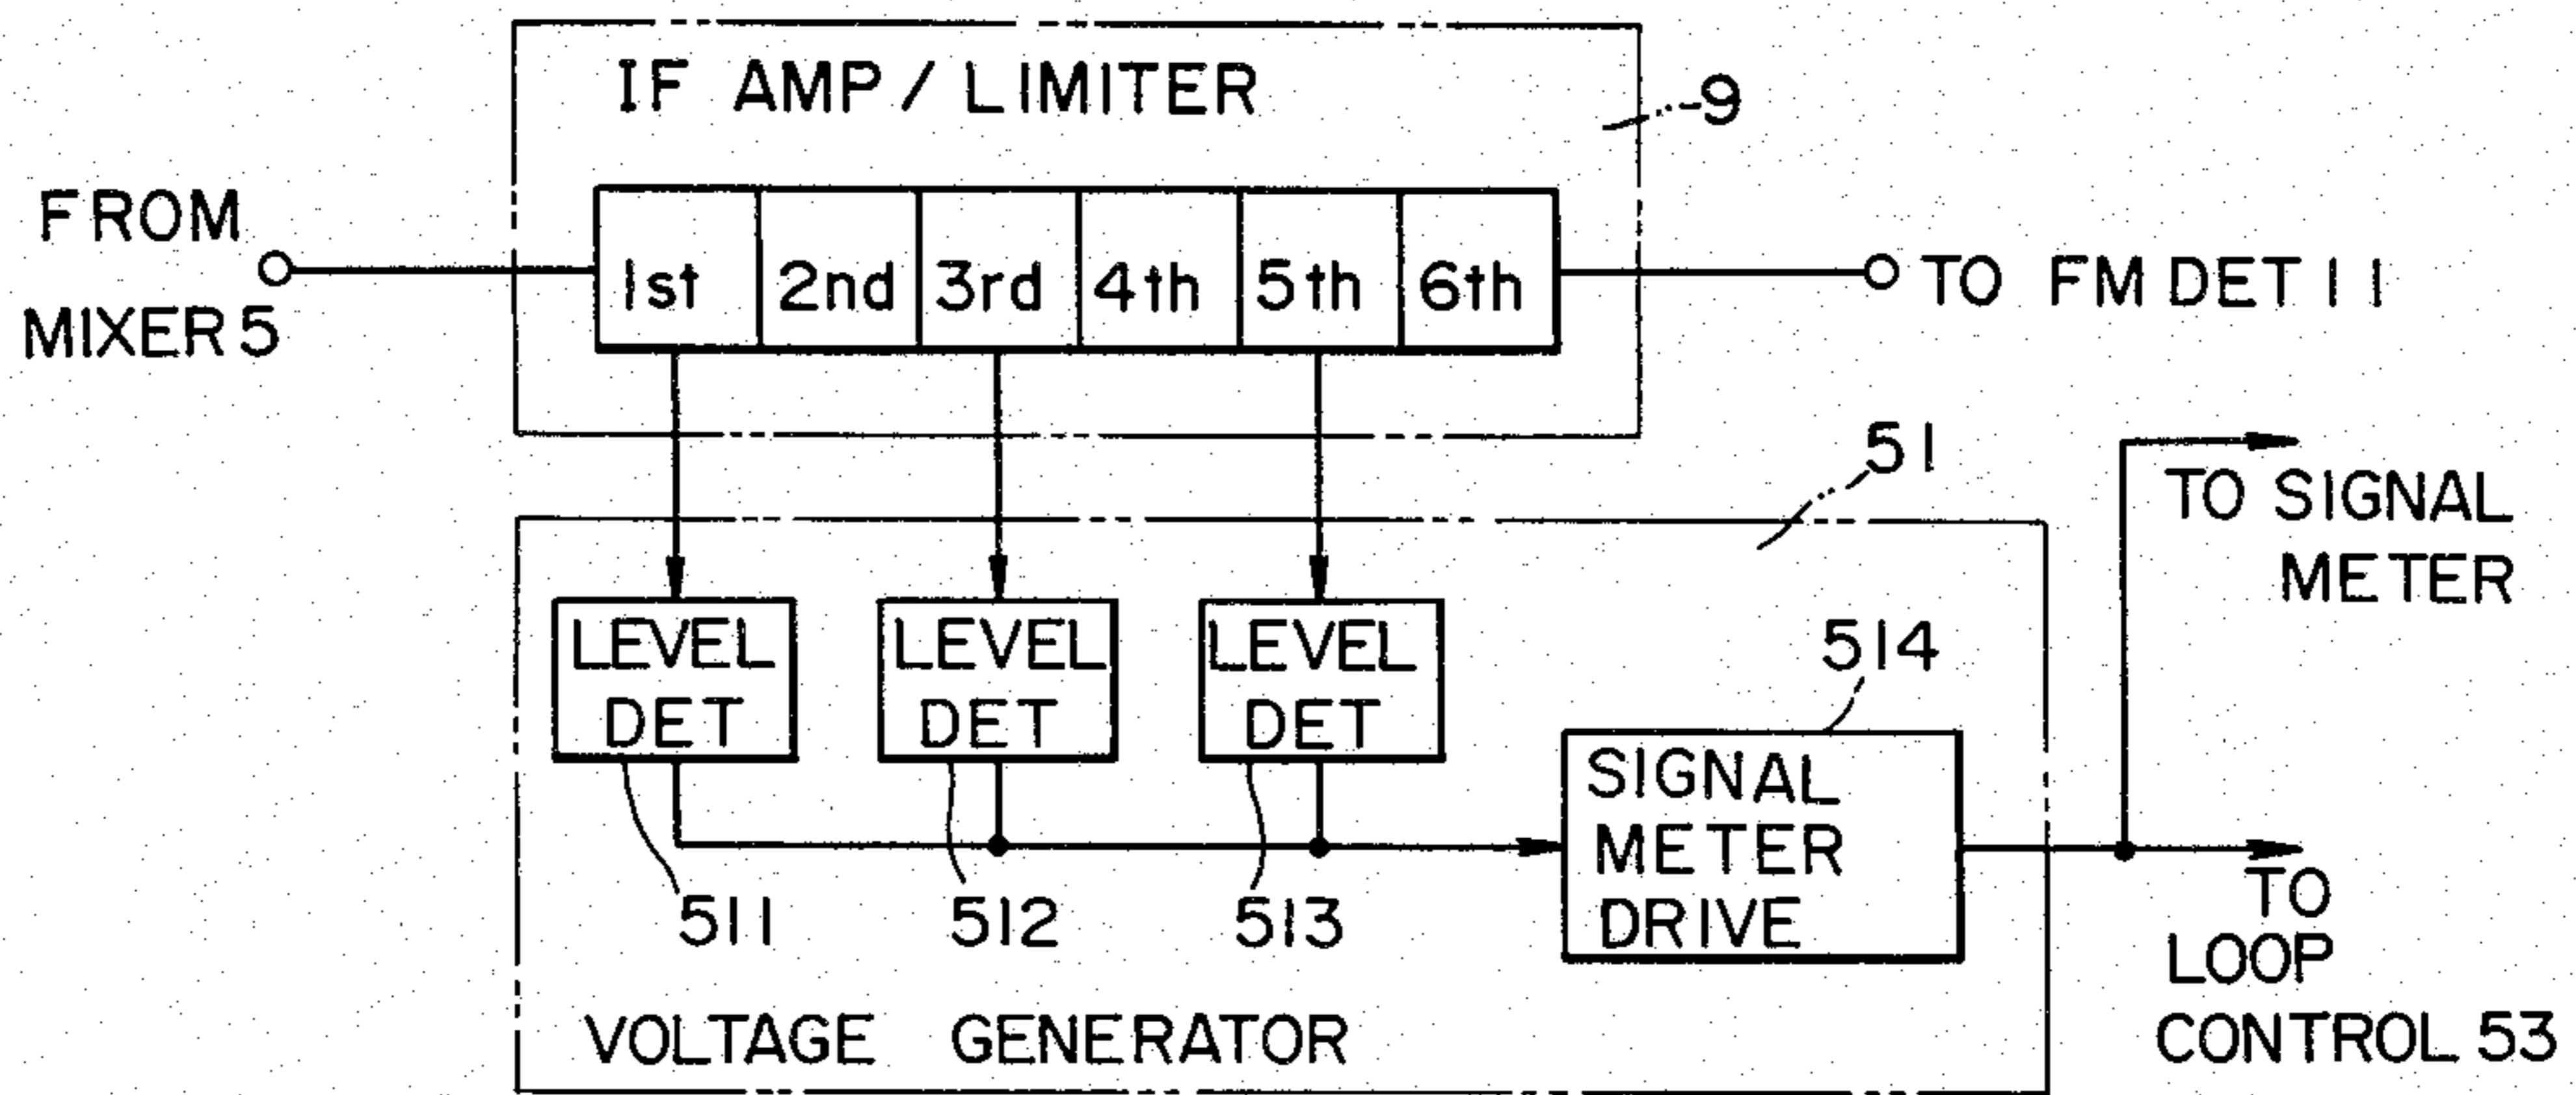 IF AMP / LIMITER
9
FROM
MIXER 5
1st 2nd 3rd 4th 5th 6th
TO FM DET 11
51
TO SIGNAL
METER
LEVEL
DET
LEVEL
DET
LEVEL
DET
514
SIGNAL
METER
DRIVE
511
512
513
TO
LOOP
CONTROL 53
VOLTAGE GENERATOR